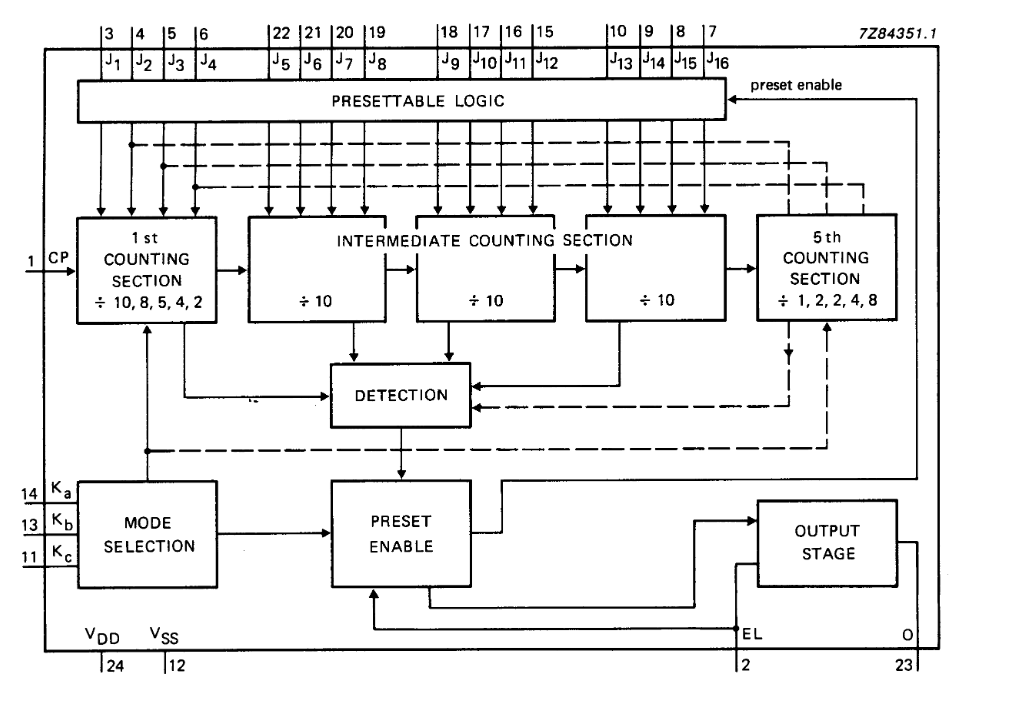 3 4 5 6 22 21 20 19 18 17 16 15 10 9 8 7 7Z84351.1
J1 J2 J3 J4 J5 J6 J7 J8 J9 J10 J11 J12 J13 J14 J15 J16
preset enable
PRESETTABLE LOGIC
1 st
COUNTING
SECTION
÷ 10, 8, 5, 4, 2
INTERMEDIATE COUNTING SECTION
÷ 10
÷ 10
÷ 10
5 th
COUNTING
SECTION
÷ 1, 2, 2, 4, 8
1 CP
DETECTION
14 Ka
13 Kb
11 Kc
MODE
SELECTION
PRESET
ENABLE
OUTPUT
STAGE
VDD VSS EL O
24 12 2 23